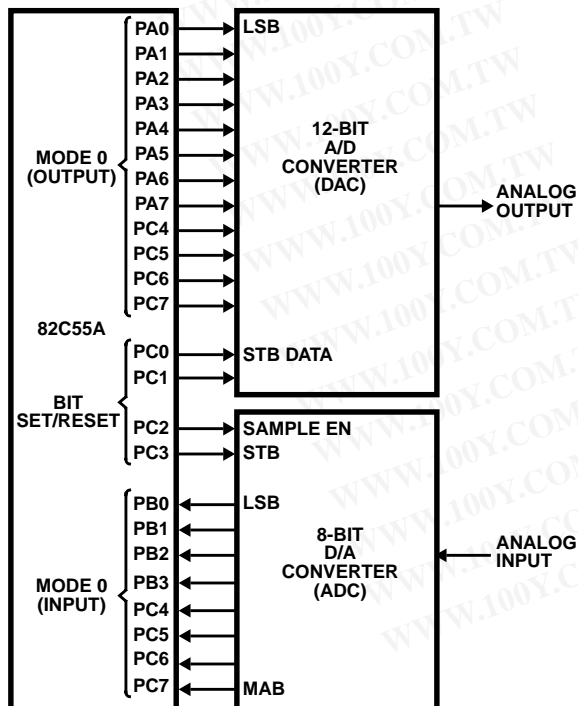 PA0
PA1
PA2
PA3
PA4
PA5
PA6
PA7
PC4
PC5
PC6
PC7
MODE 0
(OUTPUT)
LSB
12-BIT
A/D
CONVERTER
(DAC)
ANALOG
OUTPUT
82C55A
PC0
PC1
PC2
PC3
BIT
SET/RESET
STB DATA
SAMPLE EN
STB
PB0
PB1
PB2
PB3
PC4
PC5
PC6
PC7
MODE 0
(INPUT)
LSB
8-BIT
D/A
CONVERTER
(ADC)
MAB
ANALOG
INPUT
WWW.100Y.COM.TW